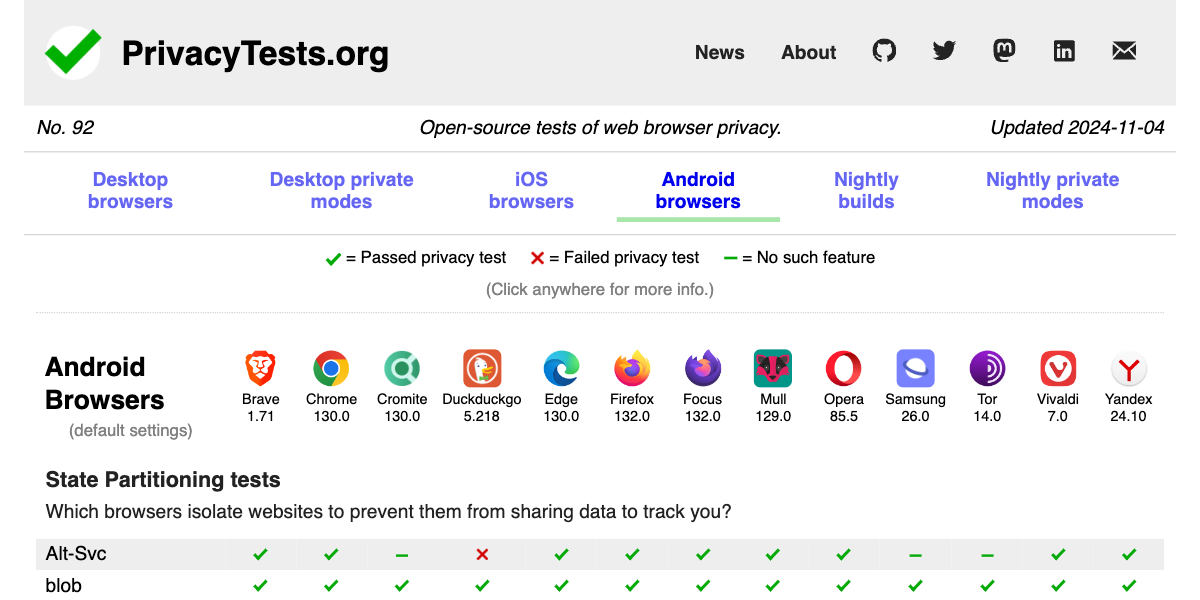 PrivacyTests.org
News About
No. 92 Open-source tests of web browser privacy. Updated 2024-11-04
Desktop browsers Desktop private modes iOS browsers Android browsers Nightly builds Nightly private modes
= Passed privacy test = Failed privacy test = No such feature
(Click anywhere for more info.)
Android Browsers
(default settings)
Brave 1.71
Chrome 130.0
Cromite 130.0
Duckduckgo 5.218
Edge 130.0
Firefox 132.0
Focus 132.0
Mull 129.0
Opera 85.5
Samsung 26.0
Tor 14.0
Vivaldi 7.0
Yandex 24.10
State Partitioning tests
Which browsers isolate websites to prevent them from sharing data to track you?
Alt-Svc
blob